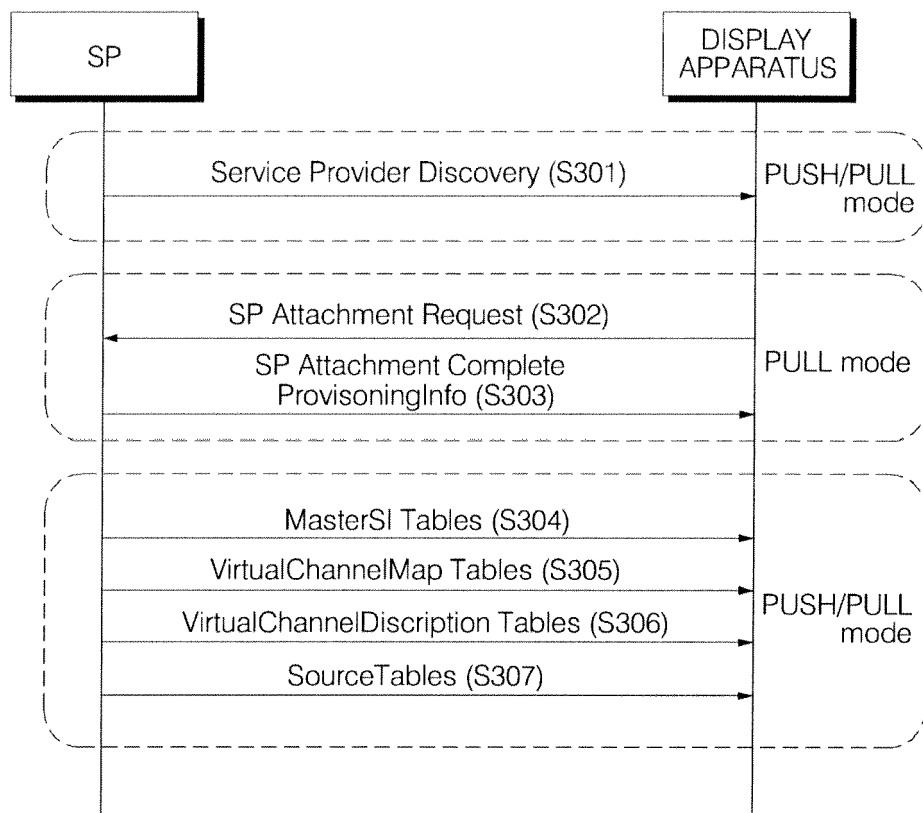 SP
DISPLAY
APPARATUS
Service Provider Discovery (S301)
PUSH/PULL
mode
SP Attachment Request (S302)
SP Attachment Complete
ProvisoningInfo (S303)
PULL mode
MasterSI Tables (S304)
VirtualChannelMap Tables (S305)
VirtualChannelDiscription Tables (S306)
SourceTables (S307)
PUSH/PULL
mode